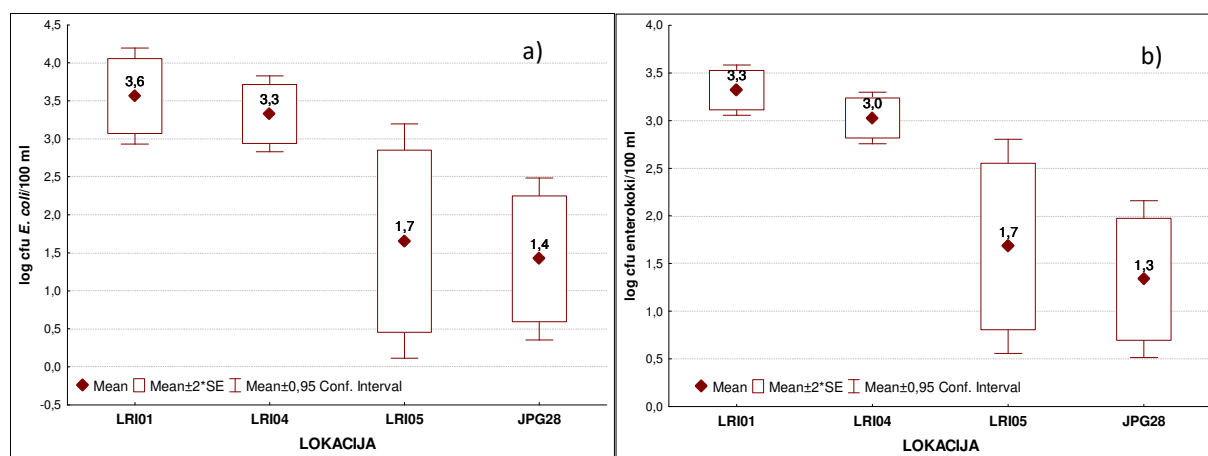 a)
log cfu E. coli/100 ml
4,5
4,0
3,5
3,0
2,5
2,0
1,5
1,0
0,5
0,0
-0,5
3,6
3,3
1,7
1,4
Mean Mean±2*SE Mean±0,95 Conf. Interval
LRI01 LRI04 LRI05 JPG28
LOKACIJA
b)
log cfu enterokoki/100 ml
4,0
3,5
3,0
2,5
2,0
1,5
1,0
0,5
0,0
3,3
3,0
1,7
1,3
Mean Mean±2*SE Mean±0,95 Conf. Interval
LRI01 LRI04 LRI05 JPG28
LOKACIJA